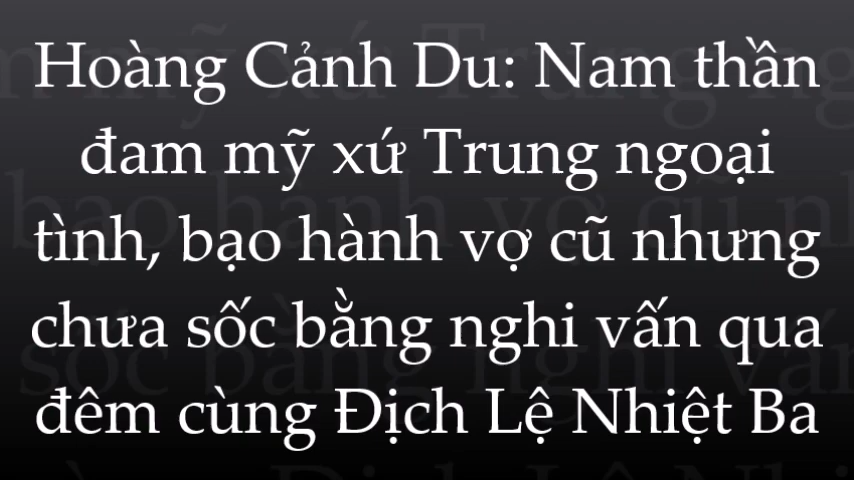 Hoàng Cảnh Du: Nam thần
đam mỹ xứ Trung ngoại
tình, bạo hành vợ cũ nhưng
chưa sốc bằng nghi vấn qua
đêm cùng Địch Lệ Nhiệt Ba